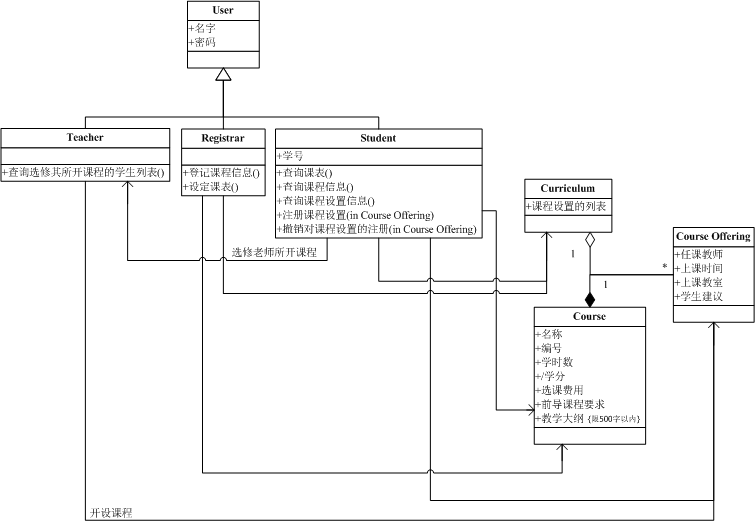 User
+名字
+密码
Teacher
+查询选修其所开课程的学生列表()
Registrar
+登记课程信息()
+设定课表()
Student
+学号
+查询课表()
+查询课程信息()
+查询课程设置信息()
+注册课程设置(in Course Offering)
+撤销对课程设置的注册(in Course Offering)
Curriculum
+课程设置的列表
Course Offering
+任课教师
+上课时间
+上课教室
+学生建议
选修老师所开课程
1
*
1
Course
+名称
+编号
+学时数
+/学分
+选课费用
+前导课程要求
+教学大纲 {限500字以内}
开设课程